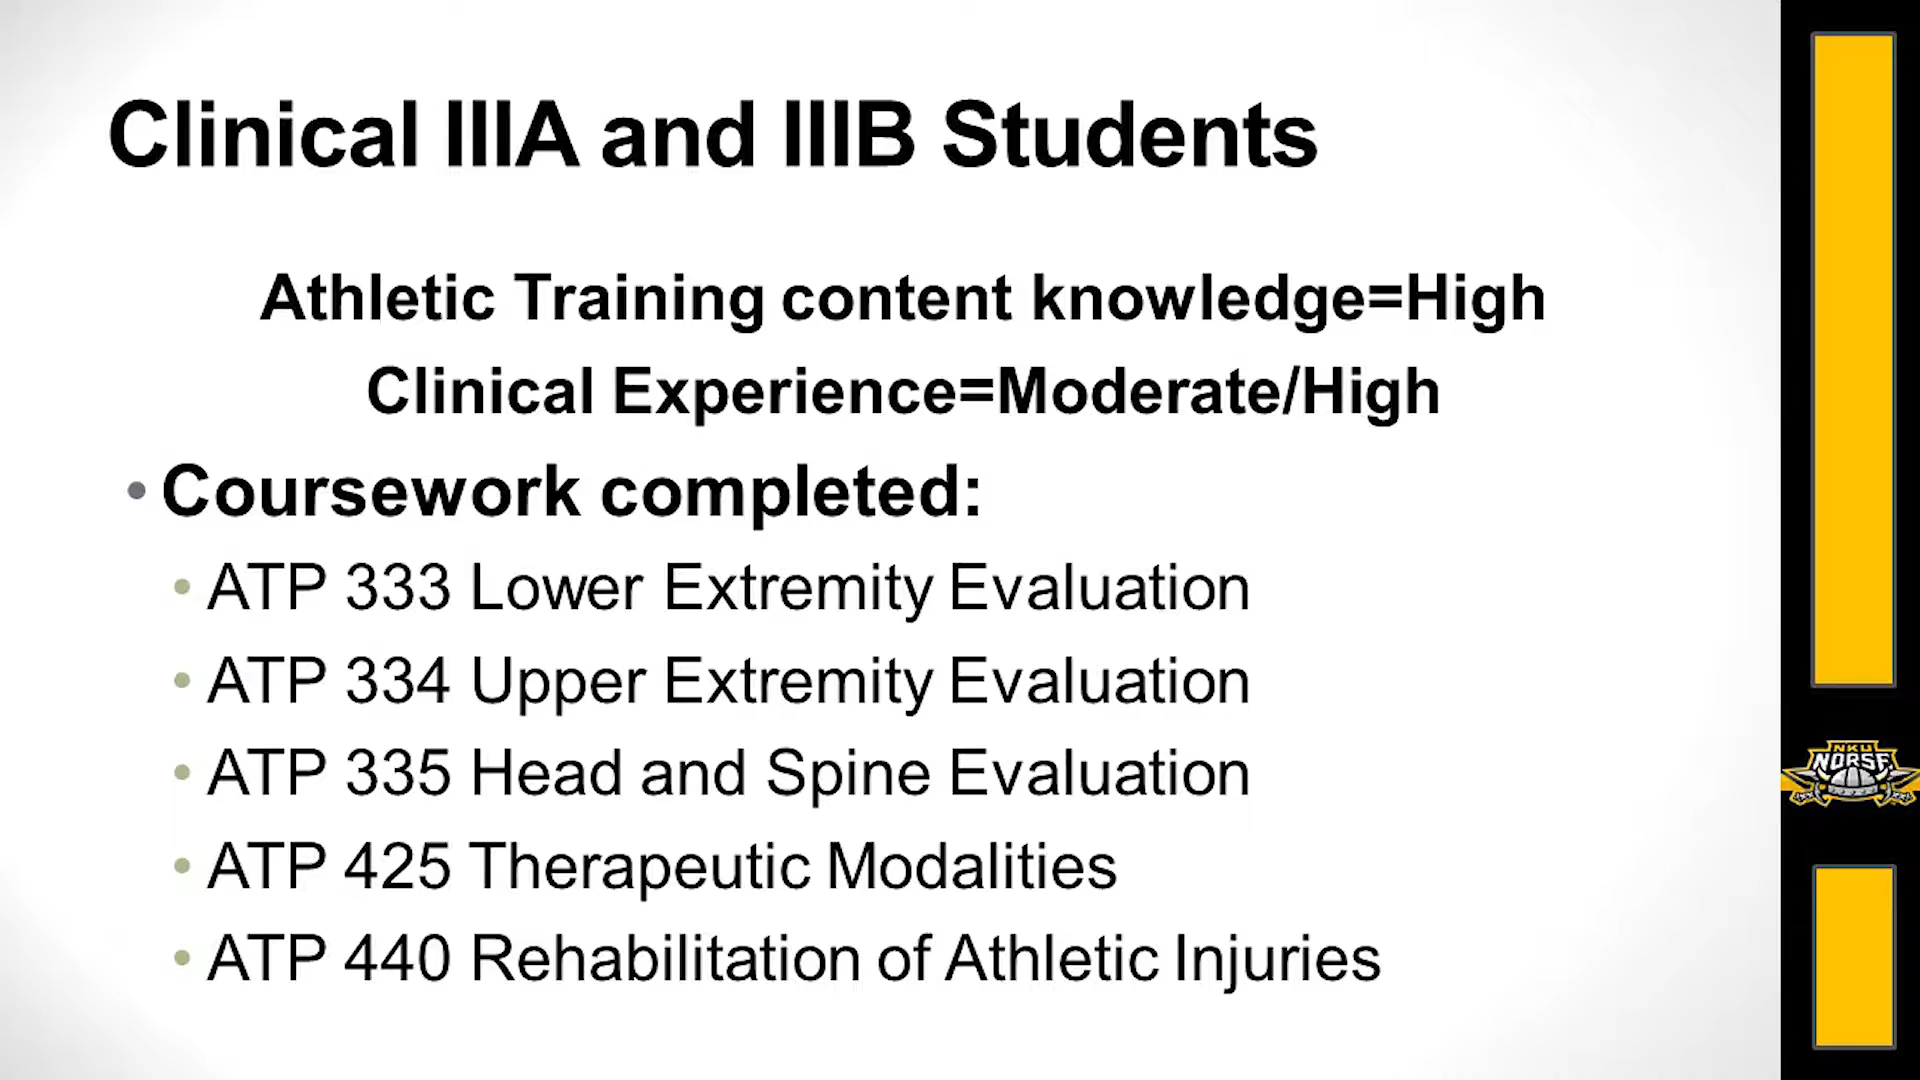 Clinical IIIA and IIIB Students
Athletic Training content knowledge=High
Clinical Experience=Moderate/High
• Coursework completed:
• ATP 333 Lower Extremity Evaluation
• ATP 334 Upper Extremity Evaluation
• ATP 335 Head and Spine Evaluation
• ATP 425 Therapeutic Modalities
• ATP 440 Rehabilitation of Athletic Injuries
NKU
NORSE